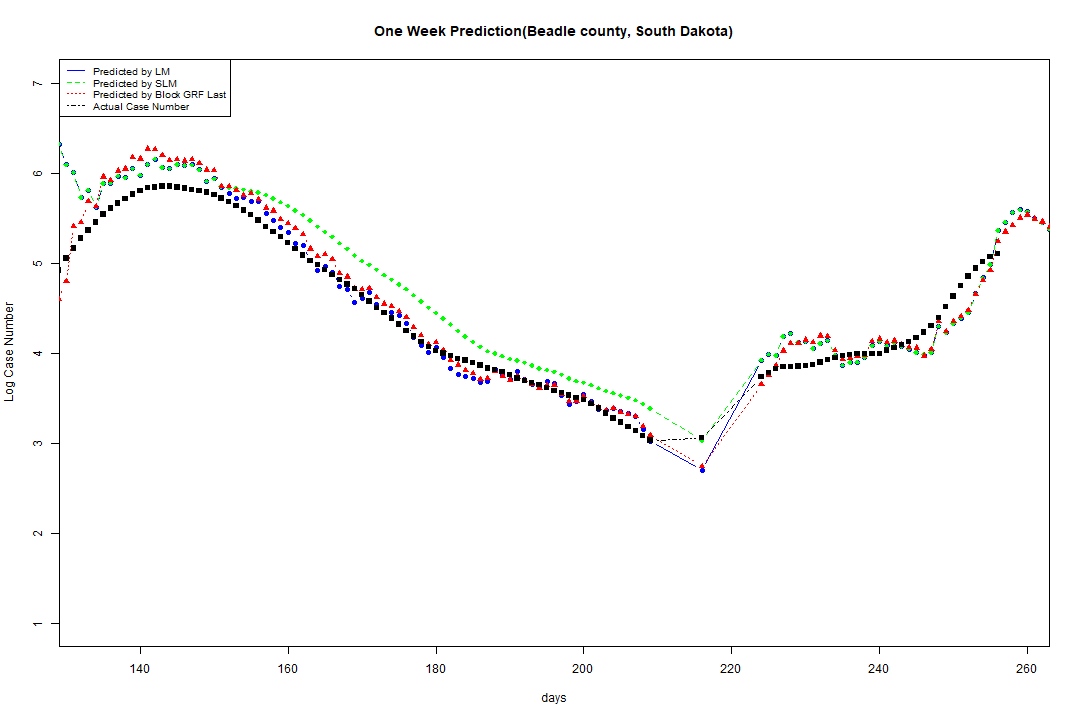 One Week Prediction(Beadle county, South Dakota)
Predicted by LM
Predicted by SLM
Predicted by Block GRF Last
Actual Case Number
7
6
5
4
3
2
1
Log Case Number
140 160 180 200 220 240 260
days